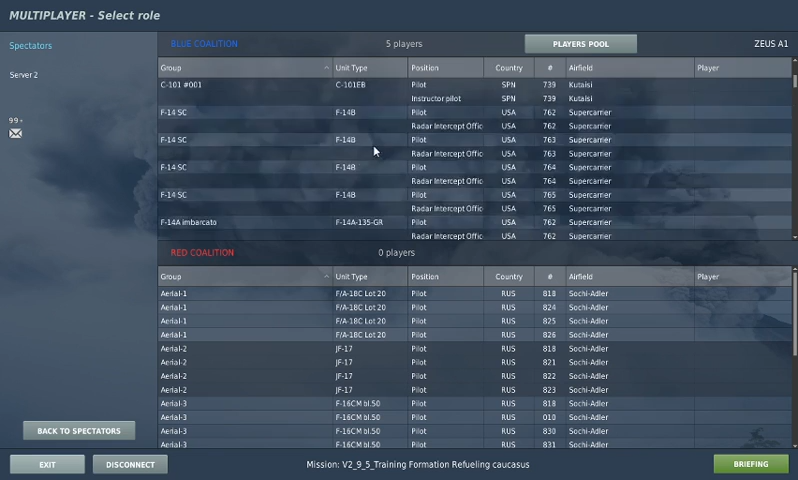 MULTIPLAYER - Select role
Spectators
Server 2
99 -
BLUE COALITION 5 players PLAYERS POOL ZEUS A1
Group Unit Type Position Country # Airfield Player
C-101 #001 C-101EB Pilot SPN 739 Kutaisi
Instructor pilot SPN 739 Kutaisi
F-14 SC F-14B Pilot USA 762 Supercarrier
Radar Intercept Offic USA 762 Supercarrier
F-14 SC F-14B Pilot USA 763 Supercarrier
Radar Intercept Offic USA 763 Supercarrier
F-14 SC F-14B Pilot USA 764 Supercarrier
Radar Intercept Offic USA 764 Supercarrier
F-14 SC F-14B Pilot USA 765 Supercarrier
Radar Intercept Offic USA 765 Supercarrier
F-14A imbarcato F-14A-135-GR Pilot USA 762 Supercarrier
Radar Intercept Offic USA 762 Supercarrier
RED COALITION 0 players
Group Unit Type Position Country # Airfield Player
Aerial-1 F/A-18C Lot 20 Pilot RUS 818 Sochi-Adler
Aerial-1 F/A-18C Lot 20 Pilot RUS 824 Sochi-Adler
Aerial-1 F/A-18C Lot 20 Pilot RUS 825 Sochi-Adler
Aerial-1 F/A-18C Lot 20 Pilot RUS 826 Sochi-Adler
Aerial-2 JF-17 Pilot RUS 818 Sochi-Adler
Aerial-2 JF-17 Pilot RUS 821 Sochi-Adler
Aerial-2 JF-17 Pilot RUS 822 Sochi-Adler
Aerial-2 JF-17 Pilot RUS 823 Sochi-Adler
Aerial-3 F-16CM bl.50 Pilot RUS 818 Sochi-Adler
Aerial-3 F-16CM bl.50 Pilot RUS 010 Sochi-Adler
Aerial-3 F-16CM bl.50 Pilot RUS 830 Sochi-Adler
Aerial-3 F-16CM bl.50 Pilot RUS 831 Sochi-Adler
BACK TO SPECTATORS
EXIT DISCONNECT Mission: V2_9_5_Training Formation Refueling caucasus BRIEFING